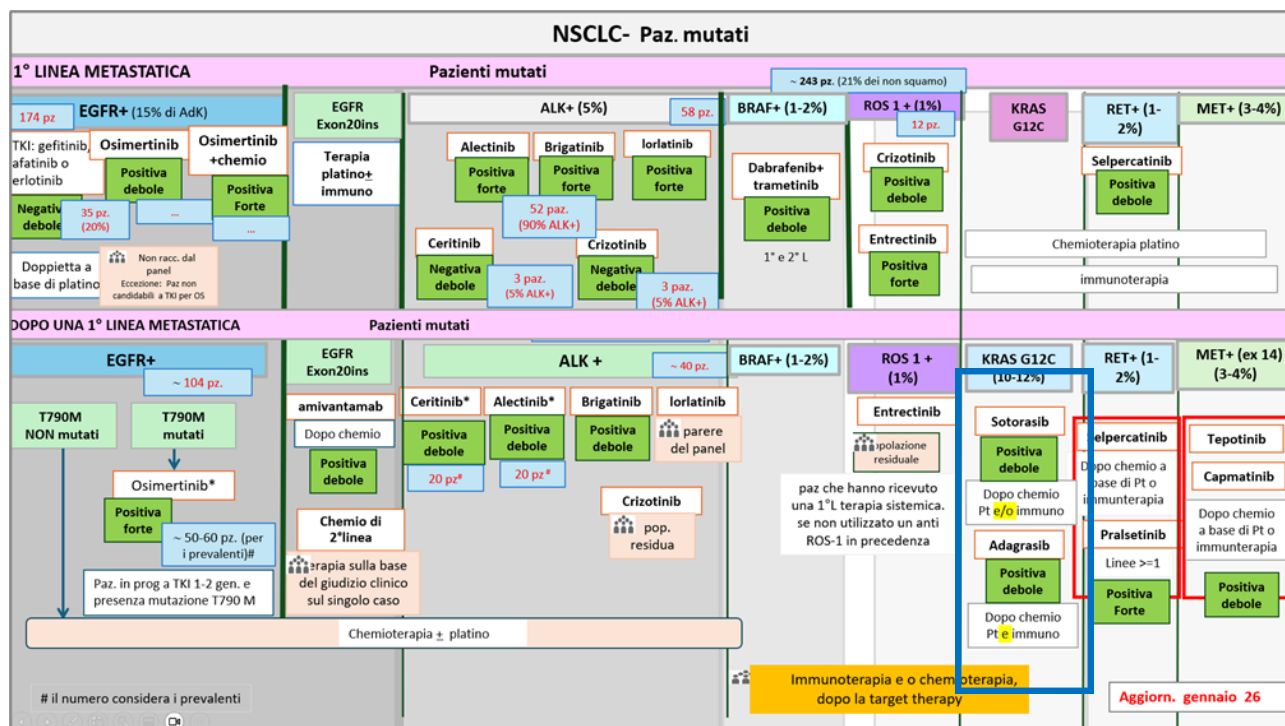 NSCLC- Paz. mutati
1° LINEA METASTATICA
Pazienti mutati
~ 243 pz. (21% dei non squamo
174 pz
EGFR+ (15% di AdK)
TKI: gefitinib,
afatinib o
erlotinib
Negativa
debole
35 pz.
(20%)
Osimertinib
Positiva
debole
...
Osimertinib
+chemio
Positiva
Forte
...
Doppietta a
base di platino
Non racc. dal
panel
Eccezione: Paz non
candidabili a TKI per OS
EGFR
Exon20ins
Terapia
platino±
immuno
ALK+ (5%)
58 paz.
Alectinib
Positiva
forte
Brigatinib
Positiva
forte
lorlatinib
Positiva
forte
52 paz.
(90% ALK+)
Ceritinib
Negativa
debole
3 paz.
(5% ALK+)
Crizotinib
Negativa
debole
3 paz.
(5% ALK+)
BRAF+ (1-2%)
Dabrafenib+
trametinib
Positiva
debole
1° e 2° L
ROS 1 + (1%)
12 pz.
Crizotinib
Positiva
debole
Entrectinib
Positiva
forte
KRAS
G12C
RET+ (1-
2%)
Selpercatinib
Positiva
debole
MET+ (3-4%)
Chemioterapia platino
immunoterapia
DOPO UNA 1° LINEA METASTATICA
Pazienti mutati
EGFR+
~ 104 pz.
T790M
NON mutati
T790M
mutati
Osimertinib*
Positiva
forte
~ 50-60 pz. (per
i prevalenti)#
Paz. in prog a TKI 1-2 gen. e
presenza mutazione T790 M
EGFR
Exon20ins
amivantamab
Dopo chemio
Positiva
debole
Chemio di
2°linea
terapia sulla base
del giudizio clinico
sul singolo caso
ALK +
~ 40 pz.
Ceritinib*
Positiva
debole
20 pz#
Alectinib*
Positiva
debole
20 pz#
Brigatinib
Positiva
debole
lorlatinib
parere
del panel
Crizotinib
pop.
residua
BRAF+ (1-2%)
ROS 1 +
(1%)
Entrectinib
popolazione
residuale
paz che hanno ricevuto
una 1°L terapia sistemica.
se non utilizzato un anti
ROS-1 in precedenza
KRAS G12C
(10-12%)
Sotorasib
Positiva
debole
Dopo chemio
Pt e/o immuno
Adagrasib
Positiva
debole
Dopo chemio
Pt e immuno
RET+ (1-
2%)
Selpercatinib
Dopo chemio a
base di Pt o
immunterapia
Pralsetinib
Linee >=1
Positiva
Forte
MET+ (ex 14)
(3-4%)
Tepotinib
Capmatinib
Dopo chemio
a base di Pt o
immunterapia
Positiva
debole
Chemioterapia ± platino
Immunoterapia e o chemioterapia,
dopo la target therapy
# il numero considera i prevalenti
Aggiorn. gennaio 26